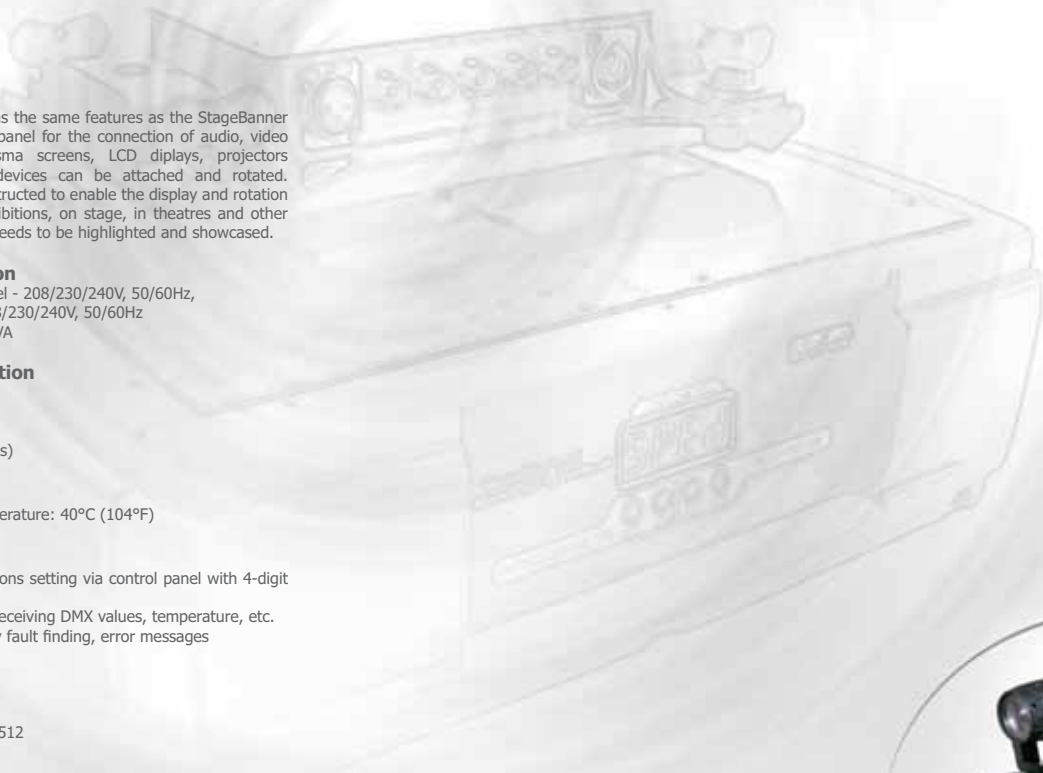 s the same features as the StageBanner
panel for the connection of audio, video
sma screens, LCD diplays, projectors
devices can be attached and rotated.
tructed to enable the display and rotation
ibitions, on stage, in theatres and other
eeds to be highlighted and showcased.
on
el - 208/230/240V, 50/60Hz,
/230/240V, 50/60Hz
VA
tion
s)
erature: 40°C (104°F)
ons setting via control panel with 4-digit
eceiving DMX values, temperature, etc.
fault finding, error messages
512